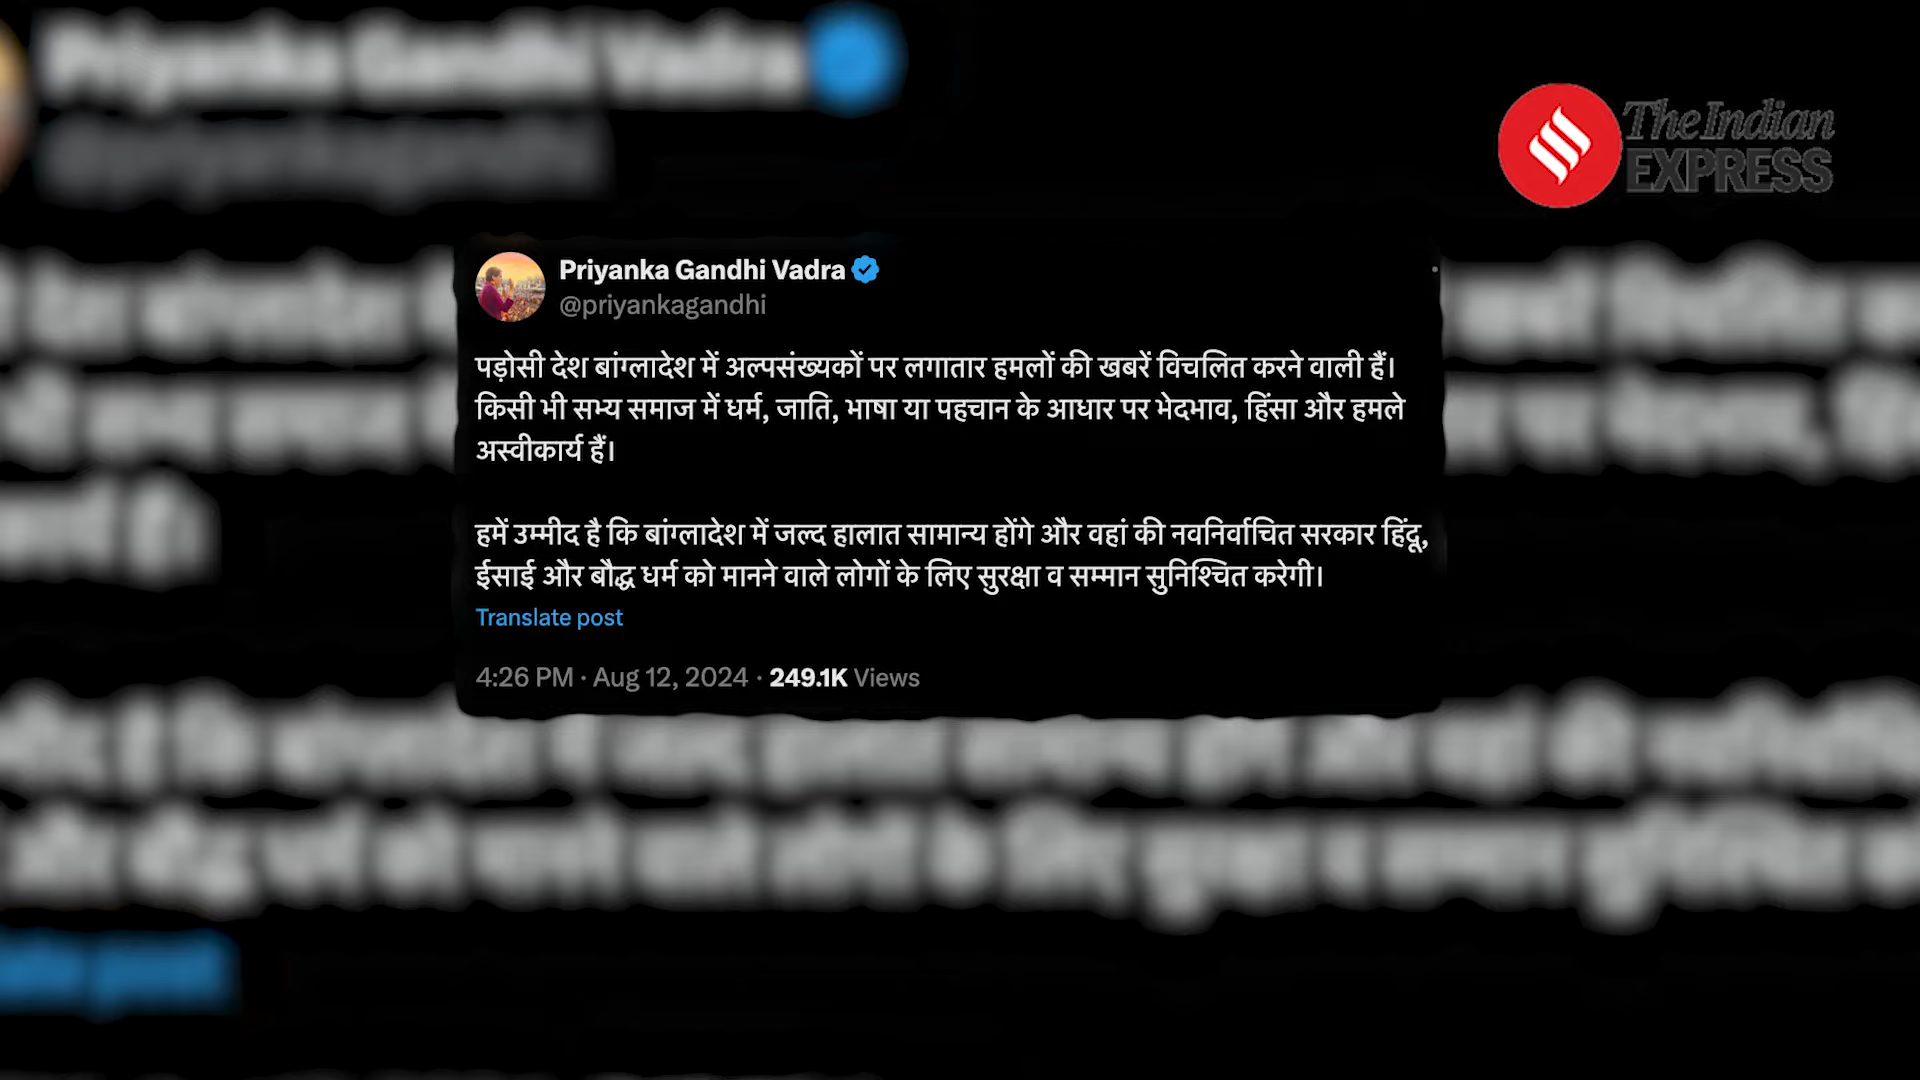 Priyanka Gandhi Vadra
@priyankagandhi
The Indian
EXPRESS
Priyanka Gandhi Vadra
@priyankagandhi
पड़ोसी देश बांग्लादेश में अल्पसंख्यकों पर लगातार हमलों की खबरें विचलित करने वाली हैं।
किसी भी सभ्य समाज में धर्म, जाति, भाषा या पहचान के आधार पर भेदभाव, हिंसा और हमले
अस्वीकार्य हैं।
हमें उम्मीद है कि बांग्लादेश में जल्द हालात सामान्य होंगे और वहां की नवनिर्वाचित सरकार हिंदू,
ईसाई और बौद्ध धर्म को मानने वाले लोगों के लिए सुरक्षा व सम्मान सुनिश्चित करेगी।
Translate post
4:26 PM · Aug 12, 2024 · 249.1K Views